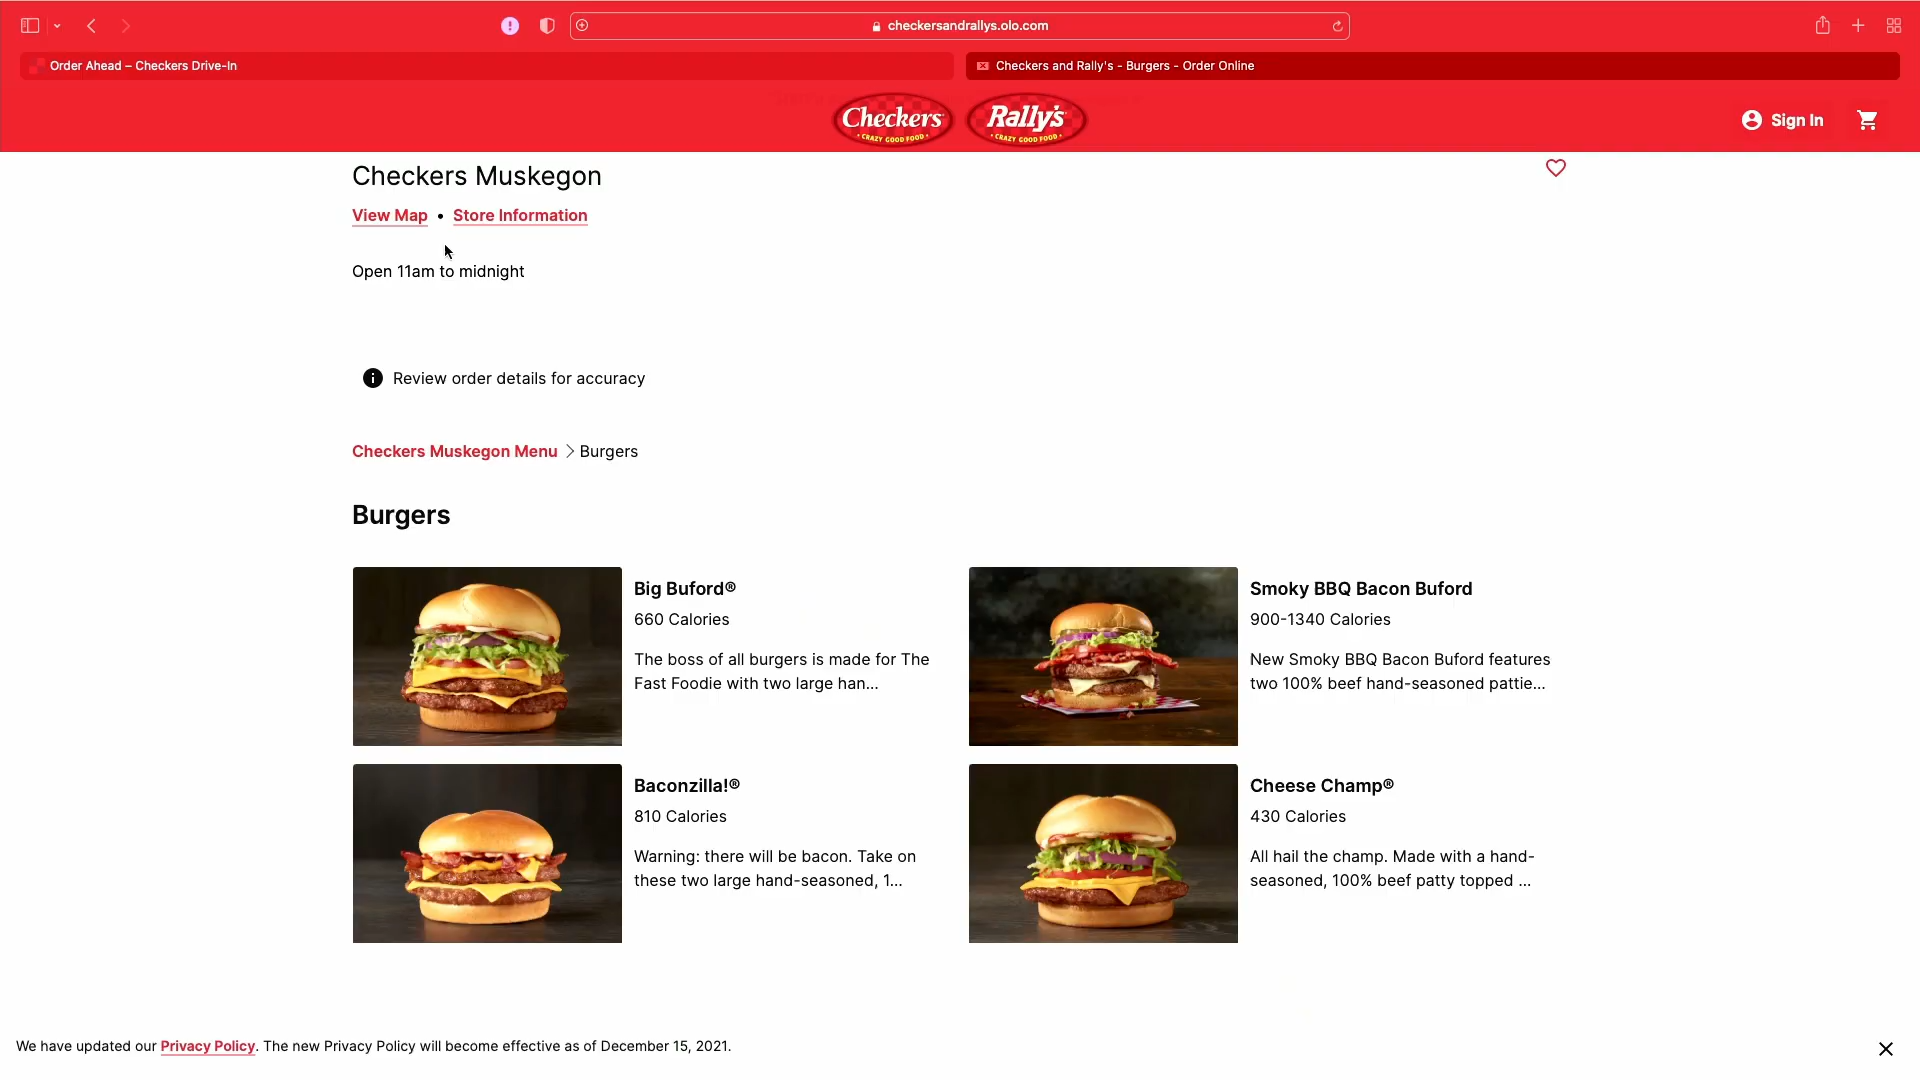 checkersandrallys.olo.com
Order Ahead – Checkers Drive-In
Checkers and Rally's - Burgers - Order Online
Checkers
CRAZY GOOD FOOD
Rally's
CRAZY GOOD FOOD
Sign In
Checkers Muskegon
View Map • Store Information
Open 11am to midnight
Review order details for accuracy
Checkers Muskegon Menu > Burgers
Burgers
Big Buford®
660 Calories
The boss of all burgers is made for The
Fast Foodie with two large han...
Smoky BBQ Bacon Buford
900-1340 Calories
New Smoky BBQ Bacon Buford features
two 100% beef hand-seasoned pattie...
Baconzilla!®
810 Calories
Warning: there will be bacon. Take on
these two large hand-seasoned, 1...
Cheese Champ®
430 Calories
All hail the champ. Made with a hand-
seasoned, 100% beef patty topped ...
We have updated our Privacy Policy. The new Privacy Policy will become effective as of December 15, 2021.